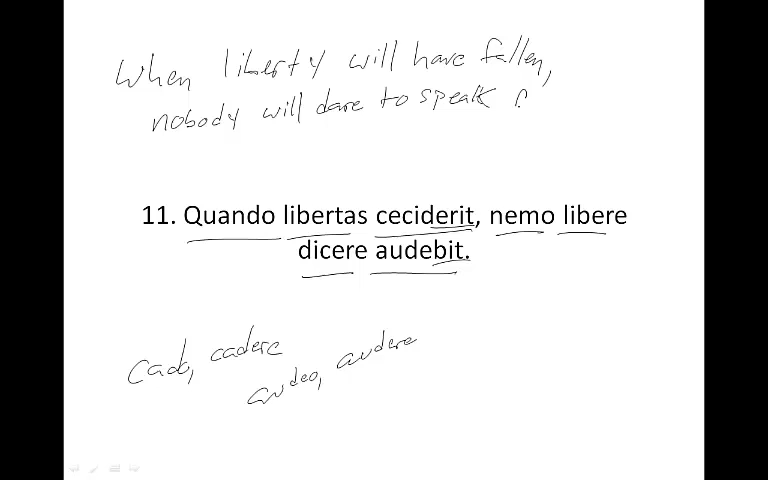 When liberty will have fallen,
nobody will dare to speak
11. Quando libertas ceciderit, nemo libere
dicere audebit.
cado, cadere
audeo, audere